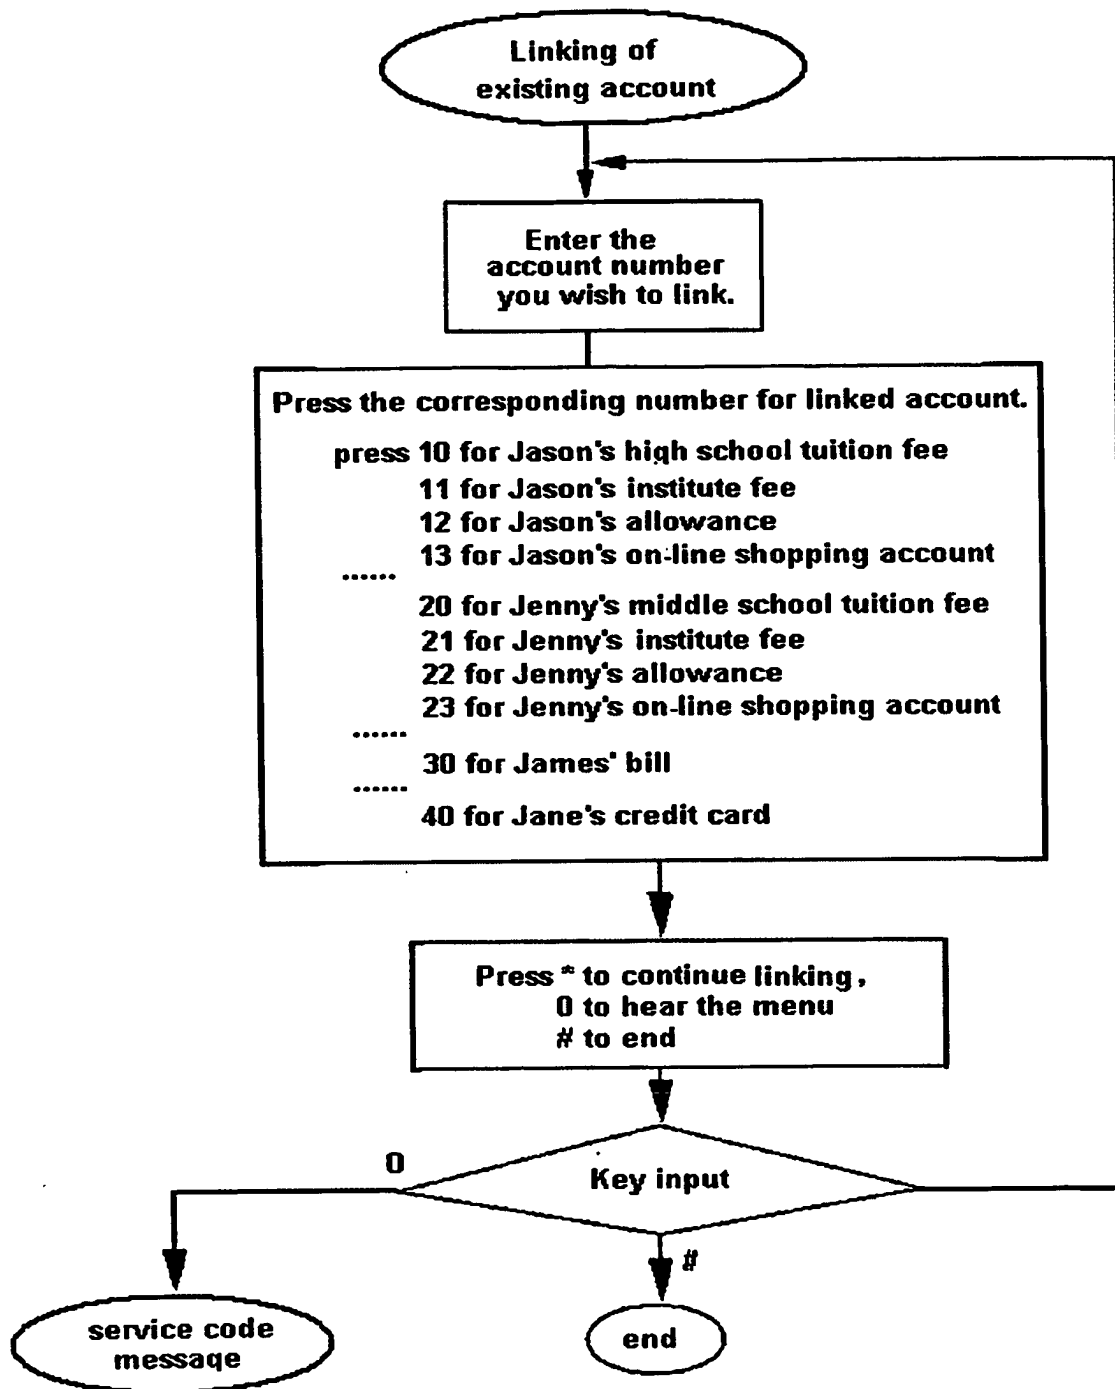 Linking of
existing account
Enter the
account number
you wish to link.
Press the corresponding number for linked account.
press 10 for Jason's high school tuition fee
11 for Jason's institute fee
12 for Jason's allowance
13 for Jason's on-line shopping account
......
20 for Jenny's middle school tuition fee
21 for Jenny's institute fee
22 for Jenny's allowance
23 for Jenny's on-line shopping account
......
30 for James' bill
......
40 for Jane's credit card
Press * to continue linking,
0 to hear the menu
# to end
0
Key input
#
service code
message
end